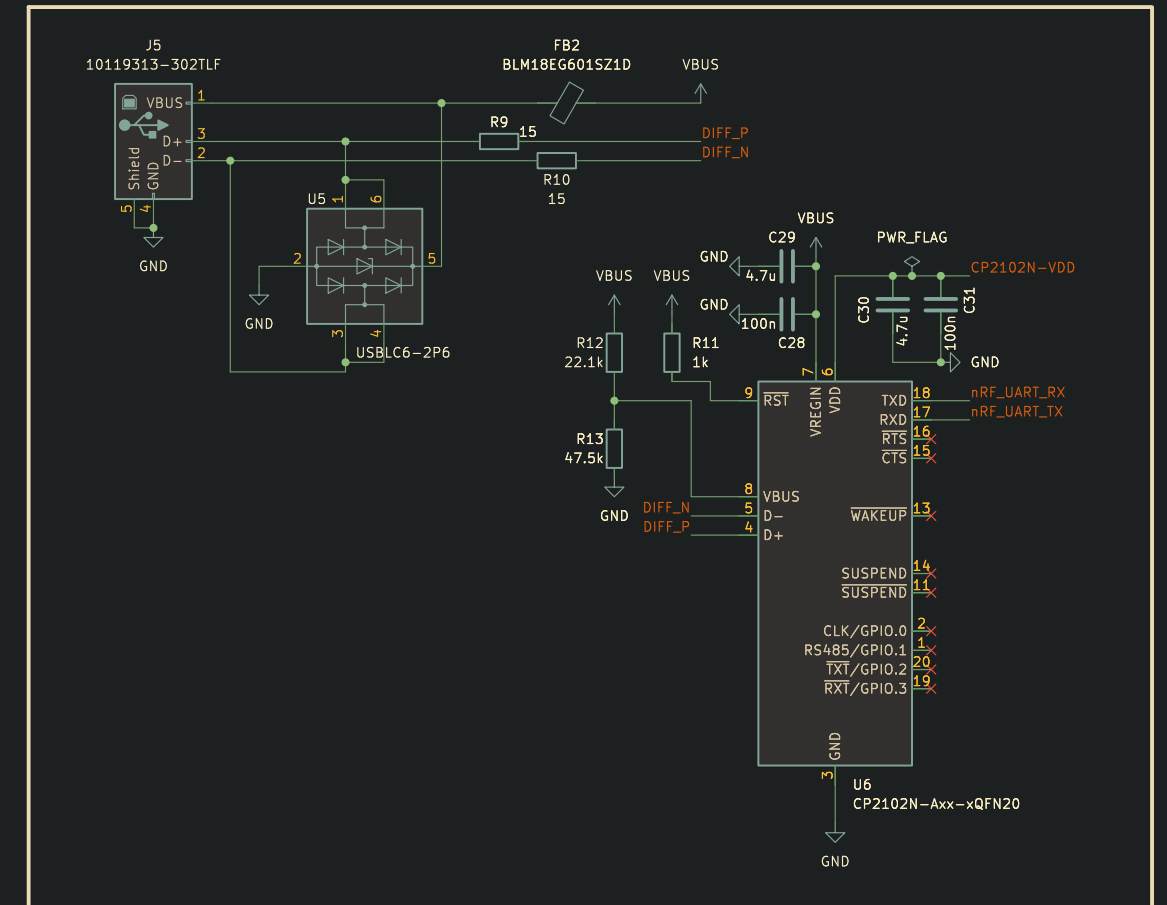 J5
10119313-302TLF
FB2
BLM18EG601SZ1D
VBUS
VBUS
1
D+
3
D-
2
Shield
GND
5
4
GND
R9
15
R10
15
DIFF_P
DIFF_N
U5
1
6
2
5
3
4
GND
USBLC6-2P6
VBUS
C29
GND
4.7u
GND
100n
C28
PWR_FLAG
CP2102N-VDD
C30
4.7u
C31
100n
GND
VBUS
VBUS
R12
22.1k
R11
1k
R13
47.5k
GND
7
6
VREGIN
VDD
9
RST
8
VBUS
DIFF_N
5
D-
DIFF_P
4
D+
TXD
18
nRF_UART_RX
RXD
17
nRF_UART_TX
RTS
16
CTS
15
WAKEUP
13
SUSPEND
14
SUSPEND
11
CLK/GPIO.0
2
RS485/GPIO.1
1
TXT/GPIO.2
20
RXT/GPIO.3
19
GND
3
U6
CP2102N-Axx-xQFN20
GND